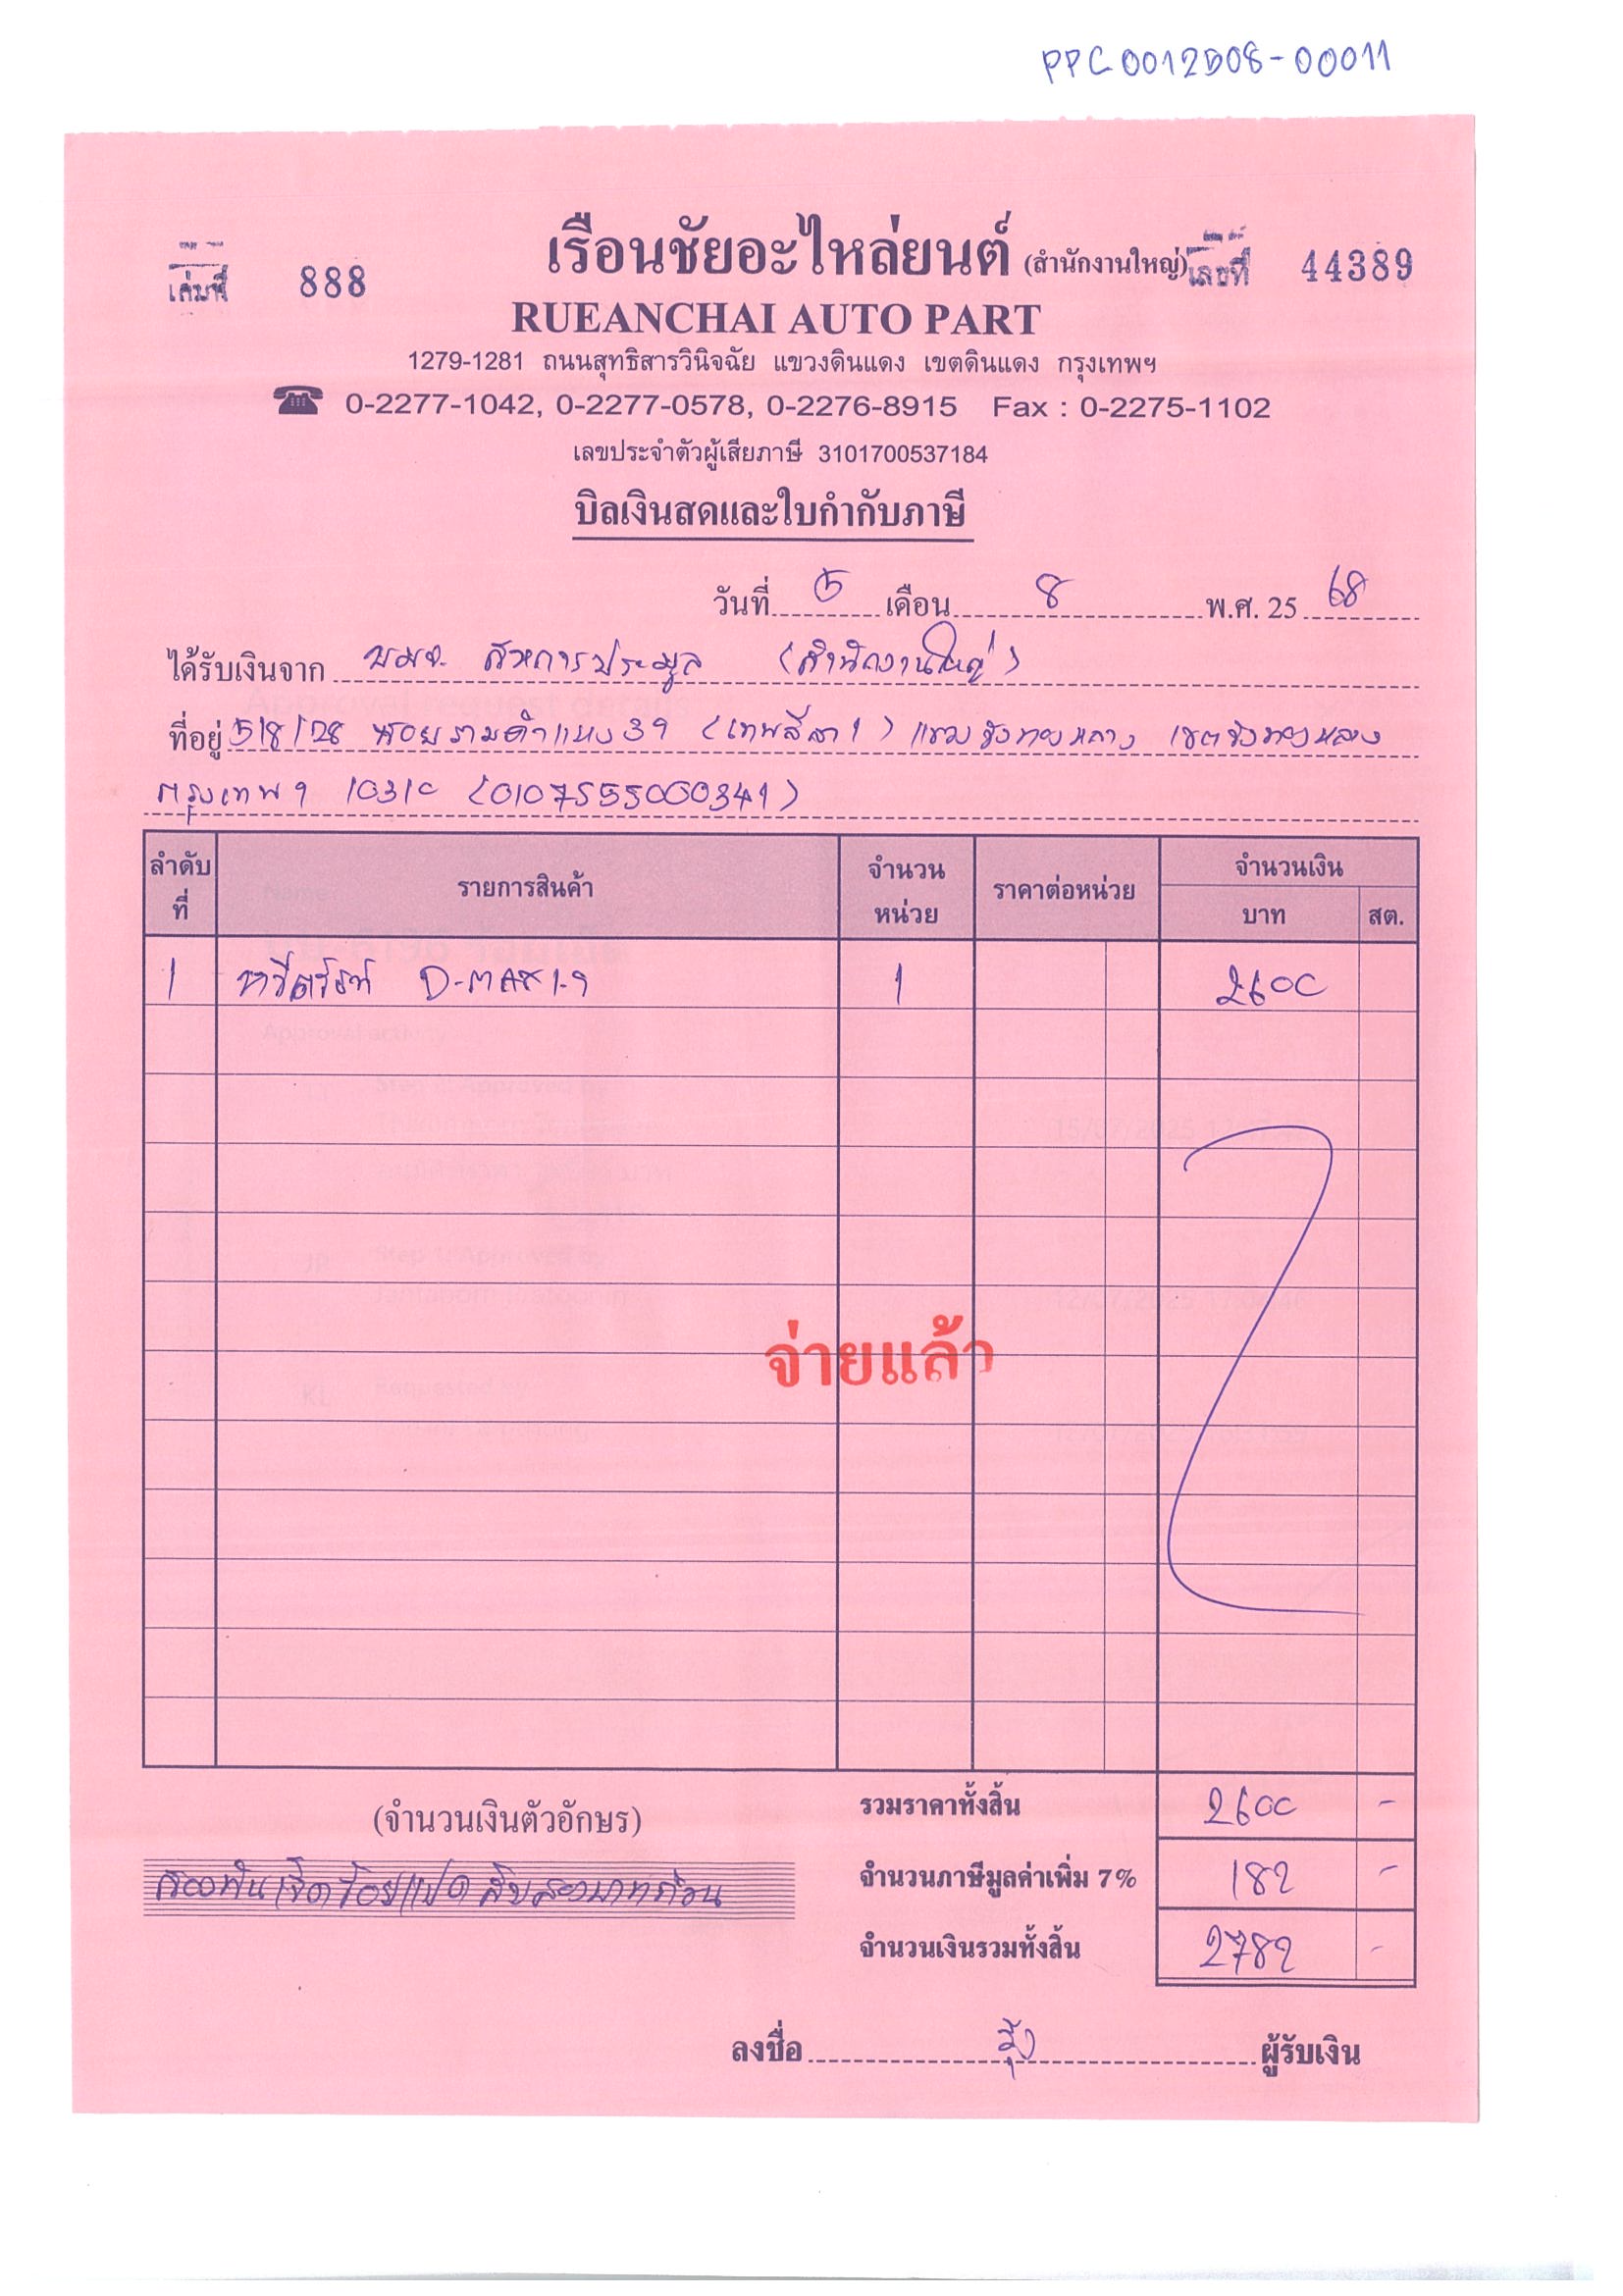 PPC0012508-00011
เล่มที่ 888
เรือนชัยอะไหล่ยนต์ (สำนักงานใหญ่) เลขที่ 44389
RUEANCHAI AUTO PART
1279-1281 ถนนสุทธิสารวินิจฉัย แขวงดินแดง เขตดินแดง กรุงเทพฯ
0-2277-1042, 0-2277-0578, 0-2276-8915 Fax : 0-2275-1102
เลขประจำตัวผู้เสียภาษี 3101700537184
บิลเงินสดและใบกำกับภาษี
วันที่ 5 เดือน 8 พ.ศ. 25 68
ได้รับเงินจาก บมจ. สหการประมูล (สำนักงานใหญ่)
ที่อยู่ 518/28 ซอยรามคำแหง 39 (เทพลีลา 1) แขวงวังทองหลาง เขตวังทองหลาง
กรุงเทพฯ 10310 (0107555000341)
ลำดับที่ รายการสินค้า จำนวนหน่วย ราคาต่อหน่วย จำนวนเงิน
บาท สต.
1 D-MAX 1.9 1 2600
จ่ายแล้ว
(จำนวนเงินตัวอักษร) รวมราคาทั้งสิ้น 2600 -
สองพันเจ็ดร้อยแปดสิบสองบาทถ้วน จำนวนภาษีมูลค่าเพิ่ม 7% 182 -
จำนวนเงินรวมทั้งสิ้น 2782 -
ลงชื่อ ผู้รับเงิน